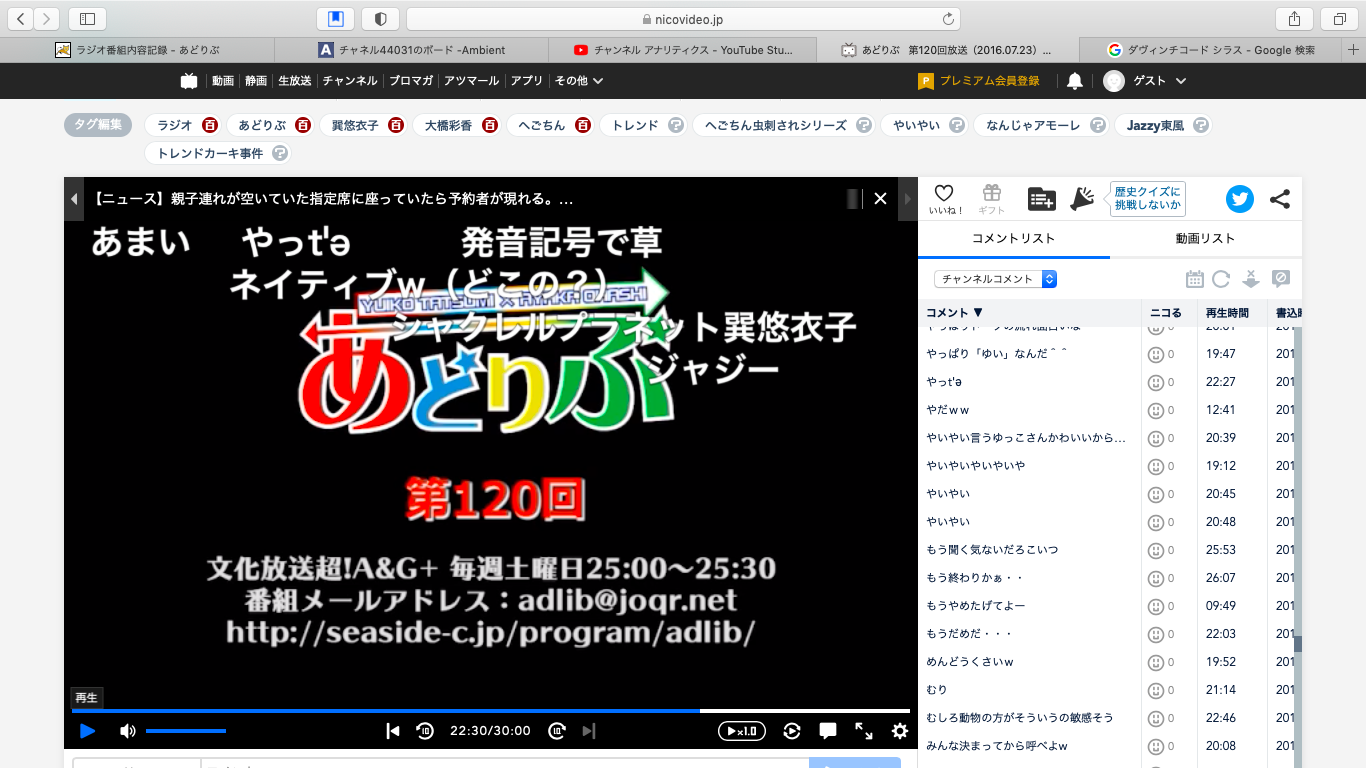 nicovideo.jp
ラジオ番組内容記録 - あどりぶ
チャネル44031のボード -Ambient
チャンネル アナリティクス - YouTube Stu...
あどりぶ　第120回放送（2016.07.23）...
ダヴィンチコード シラス - Google 検索
動画 静画 生放送 チャンネル ブロマガ アツマール アプリ その他
プレミアム会員登録
ゲスト
タグ編集 ラジオ 百 あどりぶ 百 巽悠衣子 百 大橋彩香 百 へごちん 百 トレンド ? へごちん虫刺されシリーズ ? やいやい ? なんじゃアモーレ ? Jazzy東風 ?
トレンドカーキ事件 ?
【ニュース】親子連れが空いていた指定席に座っていたら予約者が現れる。...
あまい やっt'ə 発音記号で草
ネイティブw（どこの？）
YUIKO TATSUMI × AYAKA OHASHI
シャクレルプラネット巽悠衣子
ジャジー
あどりぶ
第120回
文化放送超!A&G+ 毎週土曜日25:00〜25:30
番組メールアドレス：adlib@joqr.net
http://seaside-c.jp/program/adlib/
再生
10 22:30/30:00 10 ×1.0
いいね！ ギフト
歴史クイズに
挑戦しないか
コメントリスト 動画リスト
チャンネルコメント
コメント ▼ ニコる 再生時間
やっぱり「ゆい」なんだ＾＾ 0 19:47 201
やっt'ə 0 22:27 201
やだｗｗ 0 12:41 201
やいやい言うゆっこさんかわいいから... 0 20:39 201
やいやいやいやいや 0 19:12 201
やいやい 0 20:45 201
やいやい 0 20:48 201
もう聞く気ないだろこいつ 0 25:53 201
もう終わりかぁ・・ 0 26:07 201
もうやめたげてよー 0 09:49 201
もうだめだ・・・ 0 22:03 201
めんどうくさいｗ 0 19:52 201
むり 0 21:14 201
むしろ動物の方がそういうの敏感そう 0 22:46 201
みんな決まってから呼べよw 0 20:08 201